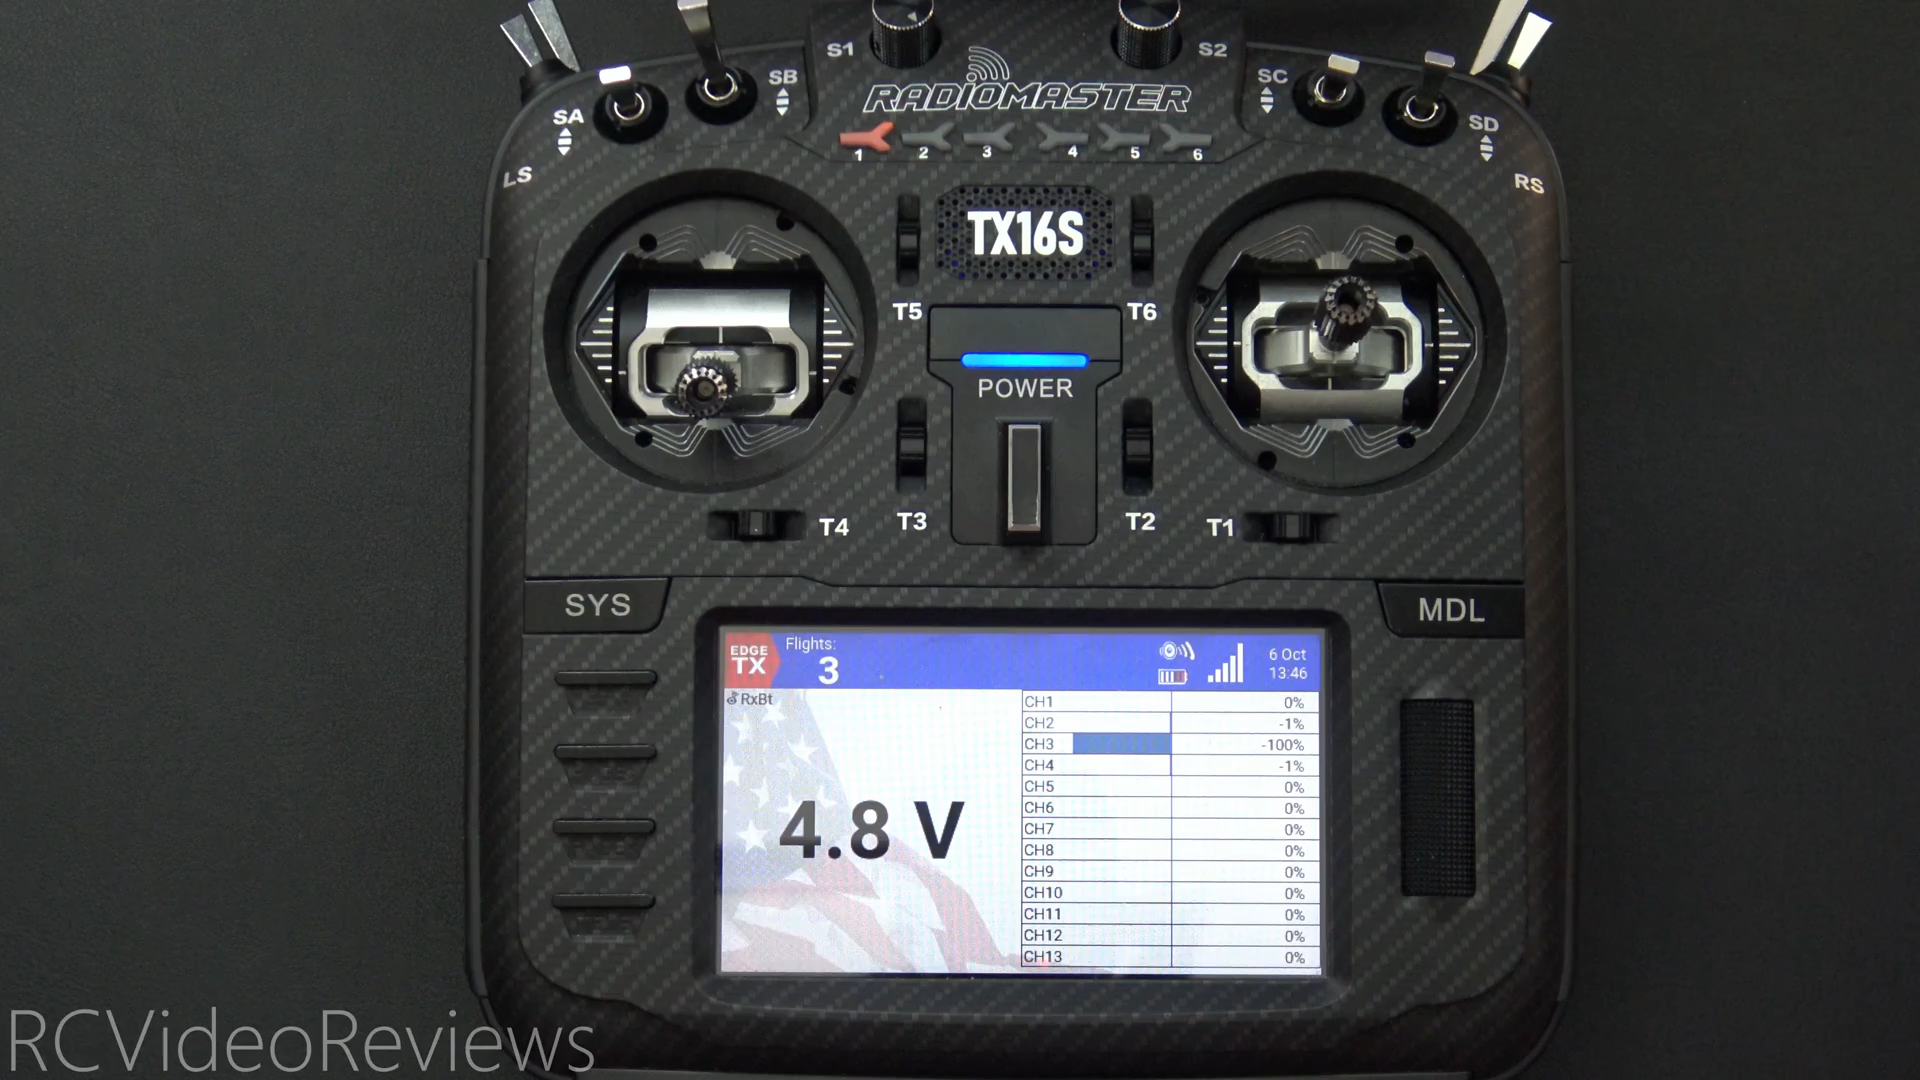 S1
S2
SB
SC
RADIOMASTER
SA
SD
1 2 3 4 5 6
LS
RS
TX16S
T5
T6
POWER
T4
T3
T2
T1
SYS
MDL
EDGE
TX
Flights:
3
6 Oct
13:46
RxBt
4.8 V
CH1 0%
CH2 -1%
CH3 -100%
CH4 -1%
CH5 0%
CH6 0%
CH7 0%
CH8 0%
CH9 0%
CH10 0%
CH11 0%
CH12 0%
CH13 0%
RCVideoReviews